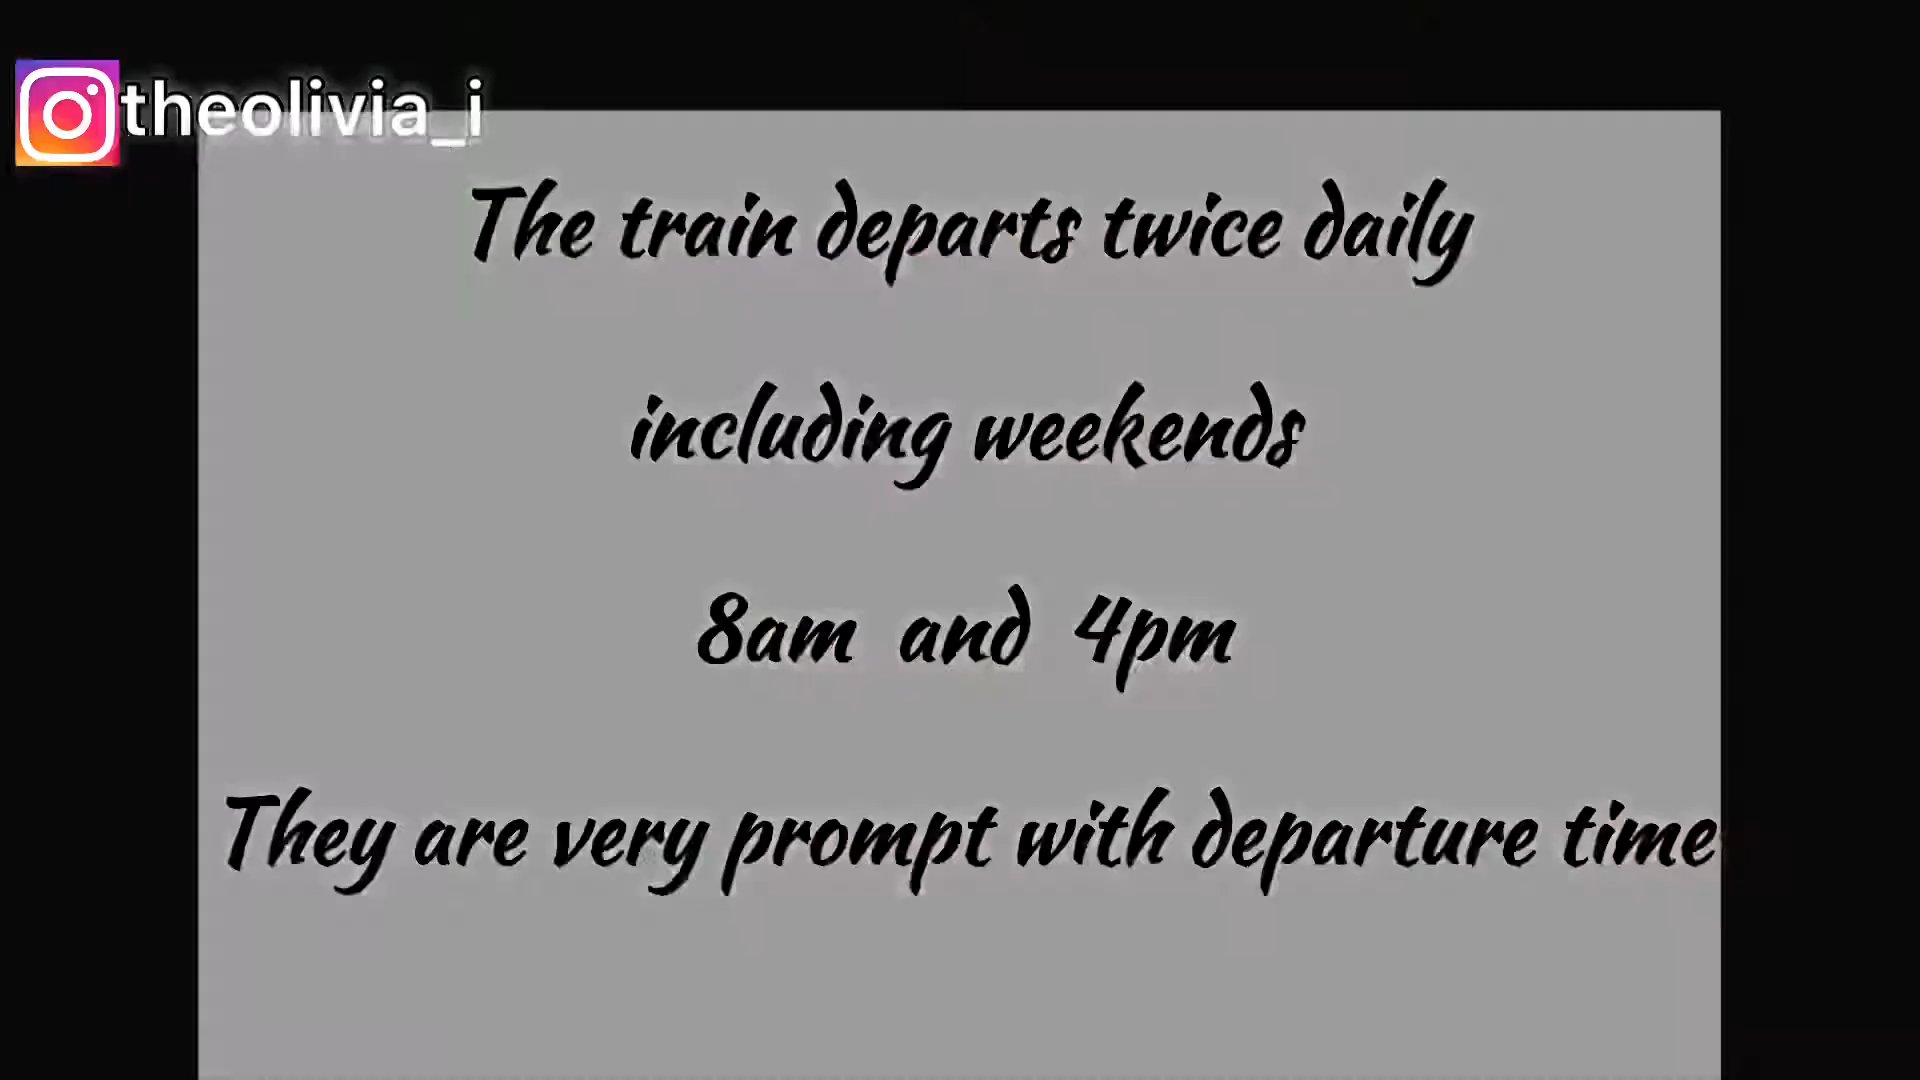 theolivia_i
The train departs twice daily
including weekends
8am and 4pm
They are very prompt with departure time